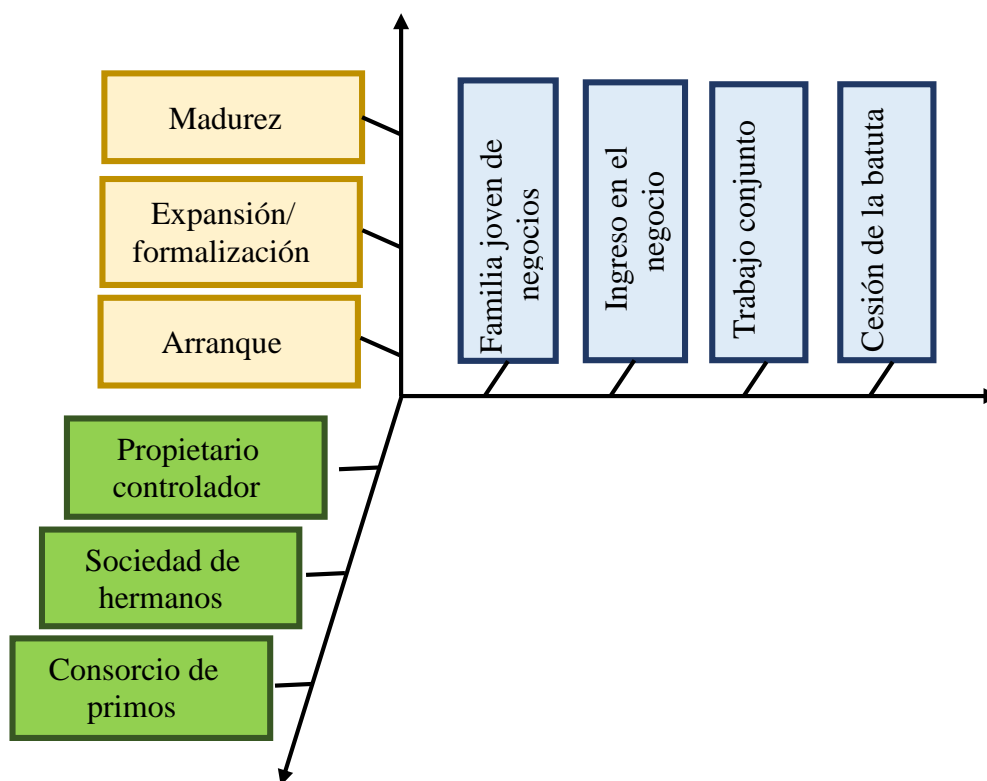 Madurez
Expansión/
formalización
Arranque
Propietario
controlador
Sociedad de
hermanos
Consorcio de
primos
Familia joven de
negocios
Ingreso en el
negocio
Trabajo conjunto
Cesión de la batuta